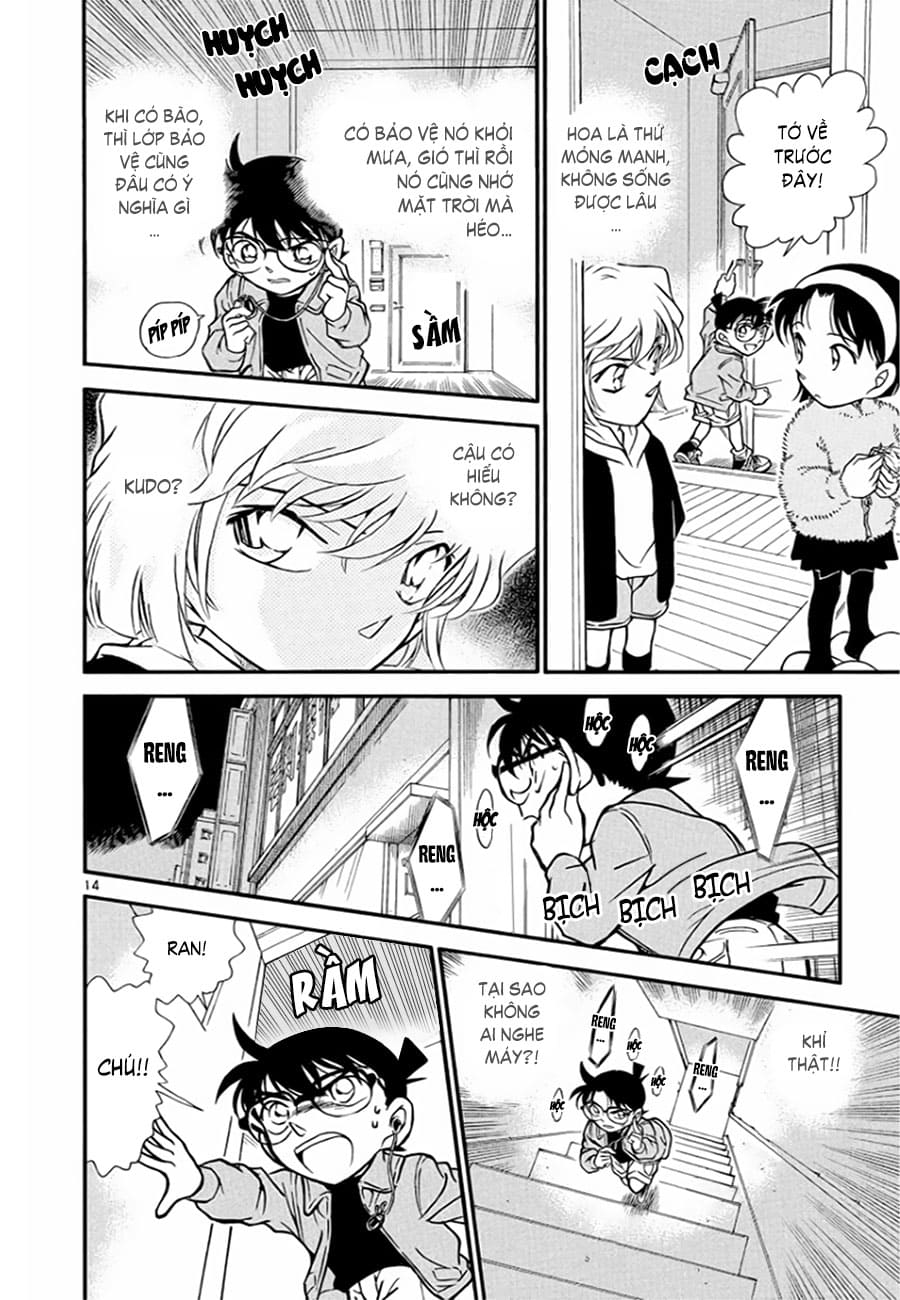 CẠCH
TỚ VỀ
TRƯỚC
ĐÂY!
HOA LÀ THỨ
MỎNG MANH,
KHÔNG SỐNG
ĐƯỢC LÂU
...
HUỴCH
HUỴCH
CÓ BẢO VỆ NÓ KHỎI
MƯA, GIÓ THÌ RỒI
NÓ CŨNG NHỚ
MẶT TRỜI MÀ
HÉO...
KHI CÓ BÃO,
THÌ LỚP BẢO
VỆ CŨNG
ĐÂU CÓ Ý
NGHĨA GÌ
...
PÍP PÍP
SẦM
CẬU CÓ
HIỂU
KHÔNG?
KUDO?
RENG
...
HỘC
HỘC
RENG
...
HỘC
RENG
...
BỊCH BỊCH BỊCH
14
KHỈ
THẬT!!
TẠI SAO
KHÔNG
AI NGHE
MÁY?!
RENG
...
RENG
...
HỘC
HỘC
HỘC
HỘC
RẦM
RAN!
CHÚ!!